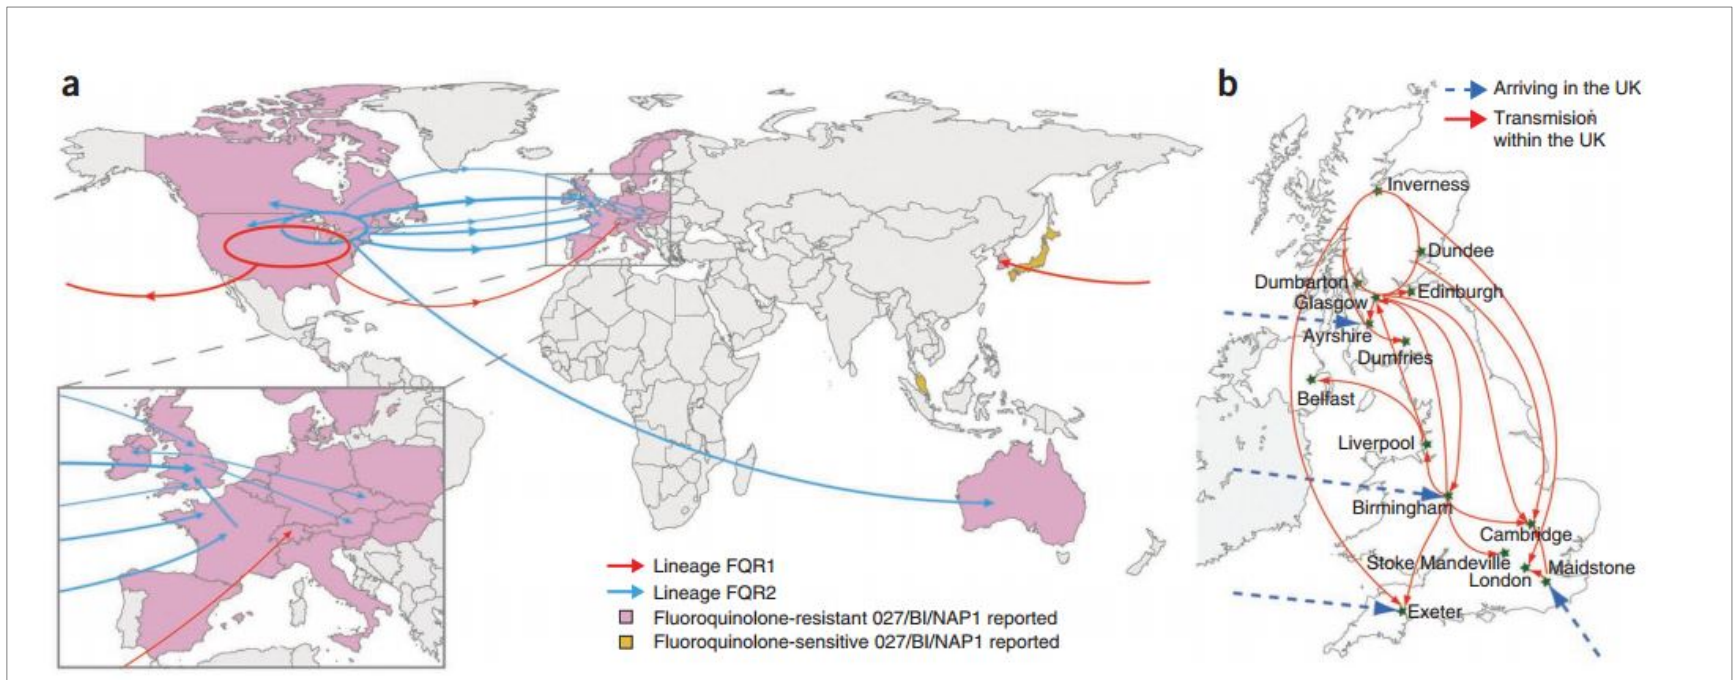 a
Lineage FQR1
Lineage FQR2
Fluoroquinolone-resistant 027/BI/NAP1 reported
Fluoroquinolone-sensitive 027/BI/NAP1 reported
b
Arriving in the UK
Transmision
within the UK
Inverness
Dundee
Dumbarton
Edinburgh
Glasgow
Ayrshire
Dumfries
Belfast
Liverpool
Birmingham
Cambridge
Stoke Mandeville
Maidstone
London
Exeter